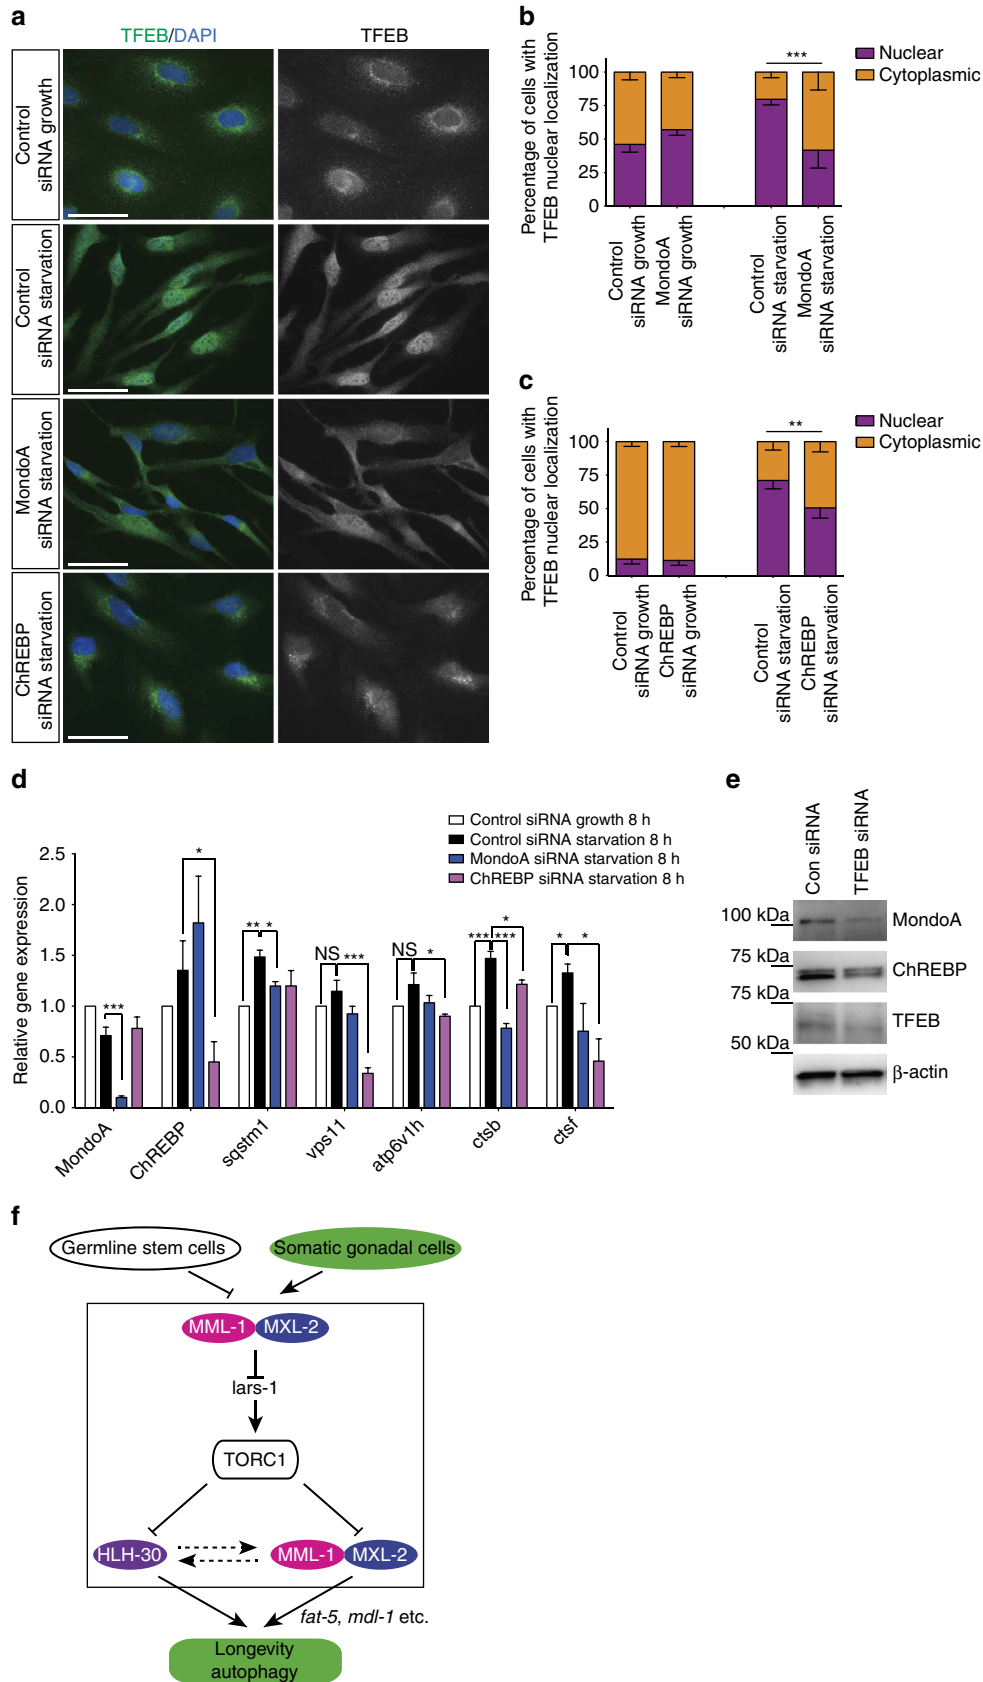 a
TFEB/DAPI
TFEB
Control
siRNA growth
Control
siRNA starvation
MondoA
siRNA starvation
ChREBP
siRNA starvation
b
Percentage of cells with
TFEB nuclear localization
100
75
50
25
0
***
Nuclear
Cytoplasmic
Control
siRNA growth
MondoA
siRNA growth
Control
siRNA starvation
MondoA
siRNA starvation
c
Percentage of cells with
TFEB nuclear localization
100
75
50
25
0
**
Nuclear
Cytoplasmic
Control
siRNA growth
ChREBP
siRNA growth
Control
siRNA starvation
ChREBP
siRNA starvation
d
Control siRNA growth 8 h
Control siRNA starvation 8 h
MondoA siRNA starvation 8 h
ChREBP siRNA starvation 8 h
Relative gene expression
2.5
2.0
1.5
1.0
0.5
0.0
***
*
** *
NS ***
NS *
*
*** ***
* *
MondoA
ChREBP
sqstm1
vps11
atp6v1h
ctsb
ctsf
e
Con siRNA
TFEB siRNA
100 kDa
MondoA
75 kDa
ChREBP
75 kDa
TFEB
50 kDa
β-actin
f
Germline stem cells
Somatic gonadal cells
MML-1 MXL-2
lars-1
TORC1
HLH-30
MML-1 MXL-2
fat-5, mdl-1 etc.
Longevity
autophagy